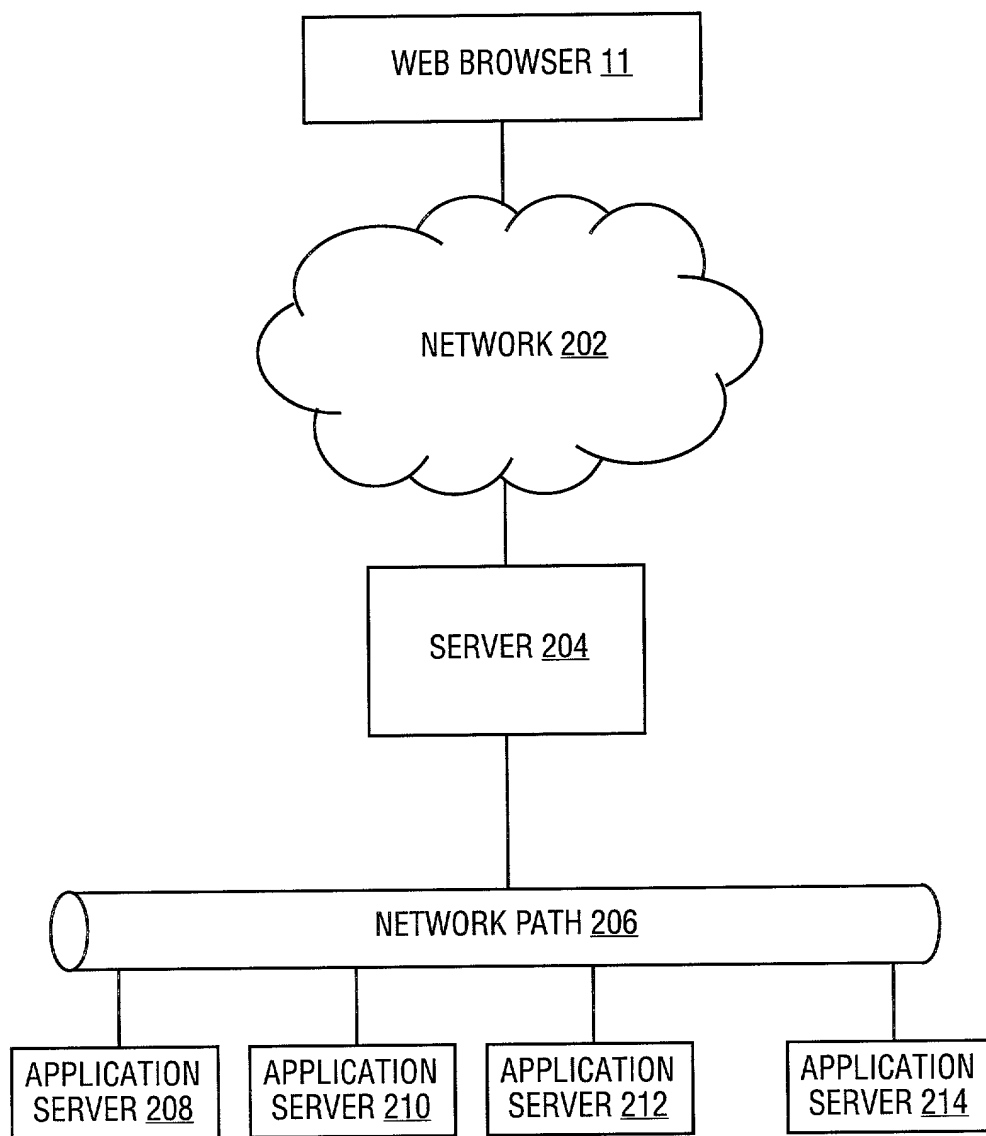 WEB BROWSER 11
NETWORK 202
SERVER 204
NETWORK PATH 206
APPLICATION
SERVER 208
APPLICATION
SERVER 210
APPLICATION
SERVER 212
APPLICATION
SERVER 214